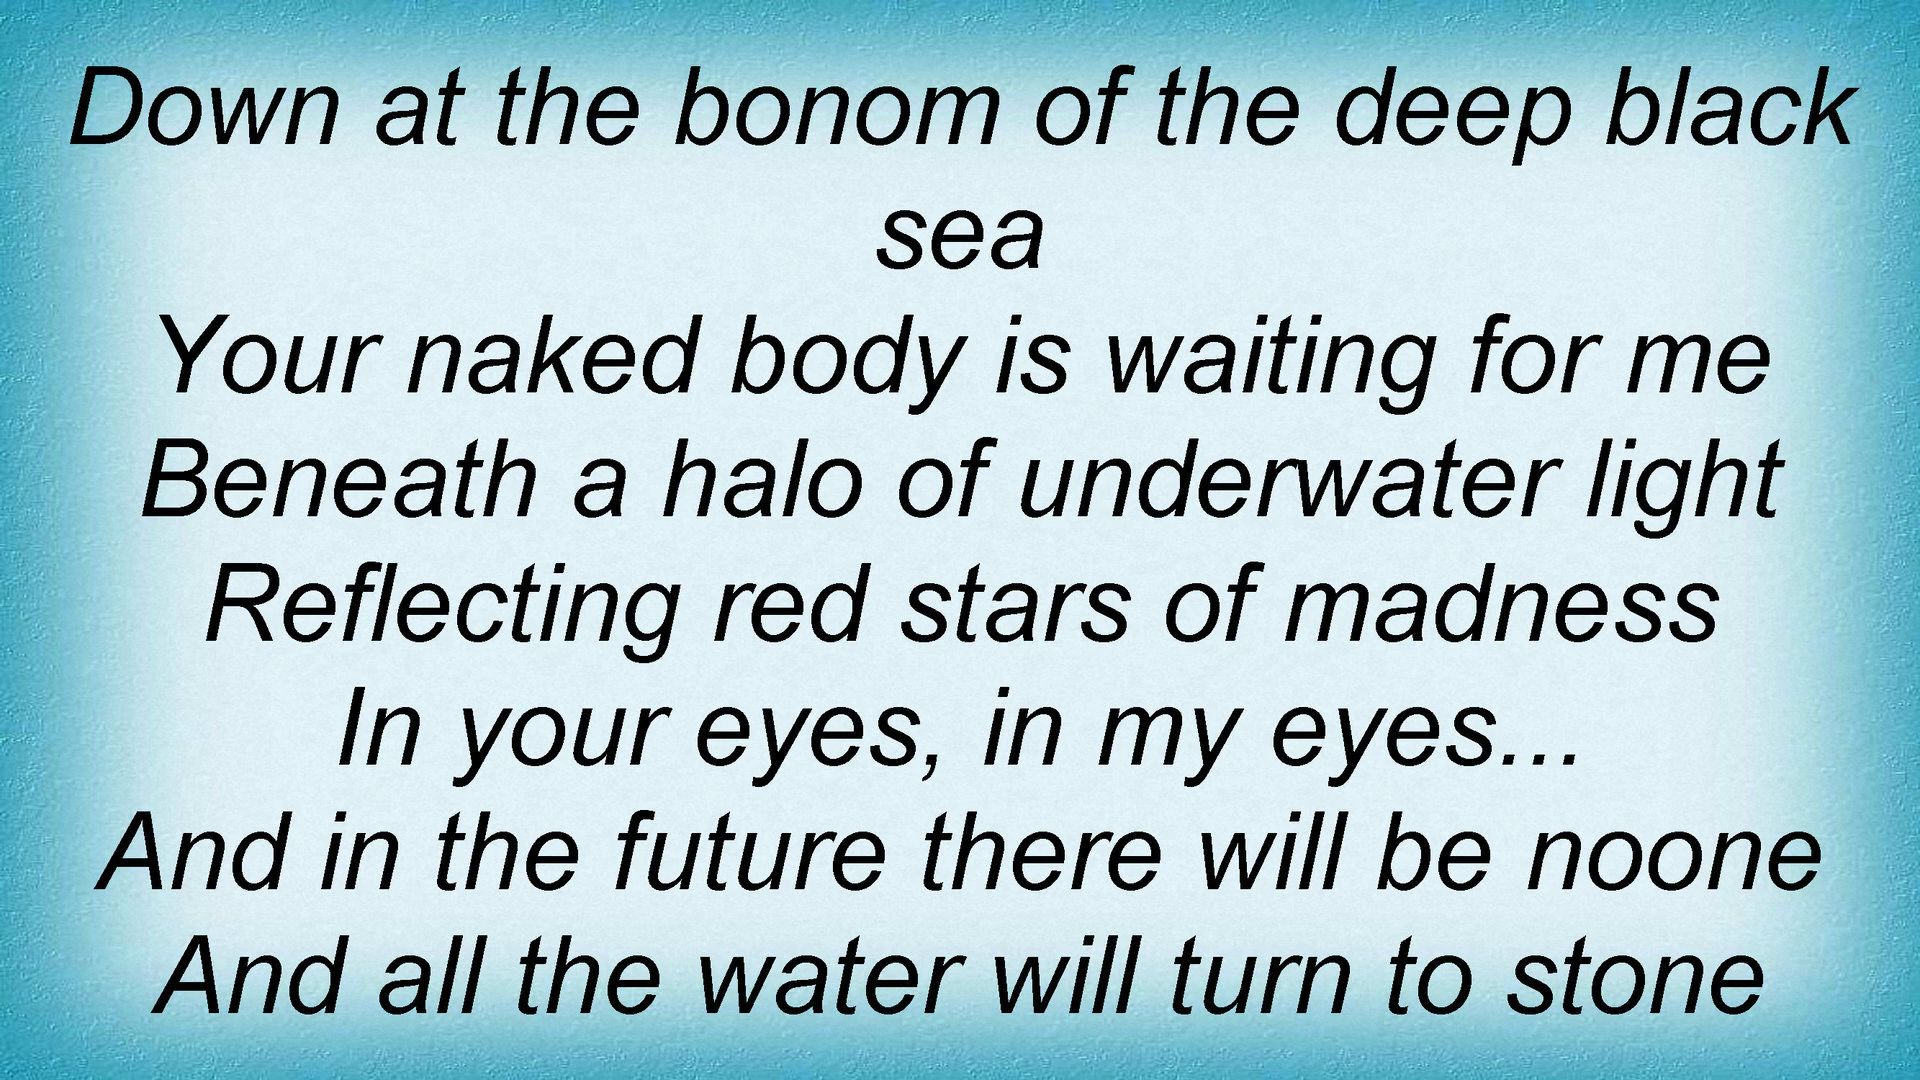 Down at the bonom of the deep black
sea
Your naked body is waiting for me
Beneath a halo of underwater light
Reflecting red stars of madness
In your eyes, in my eyes...
And in the future there will be noone
And all the water will turn to stone